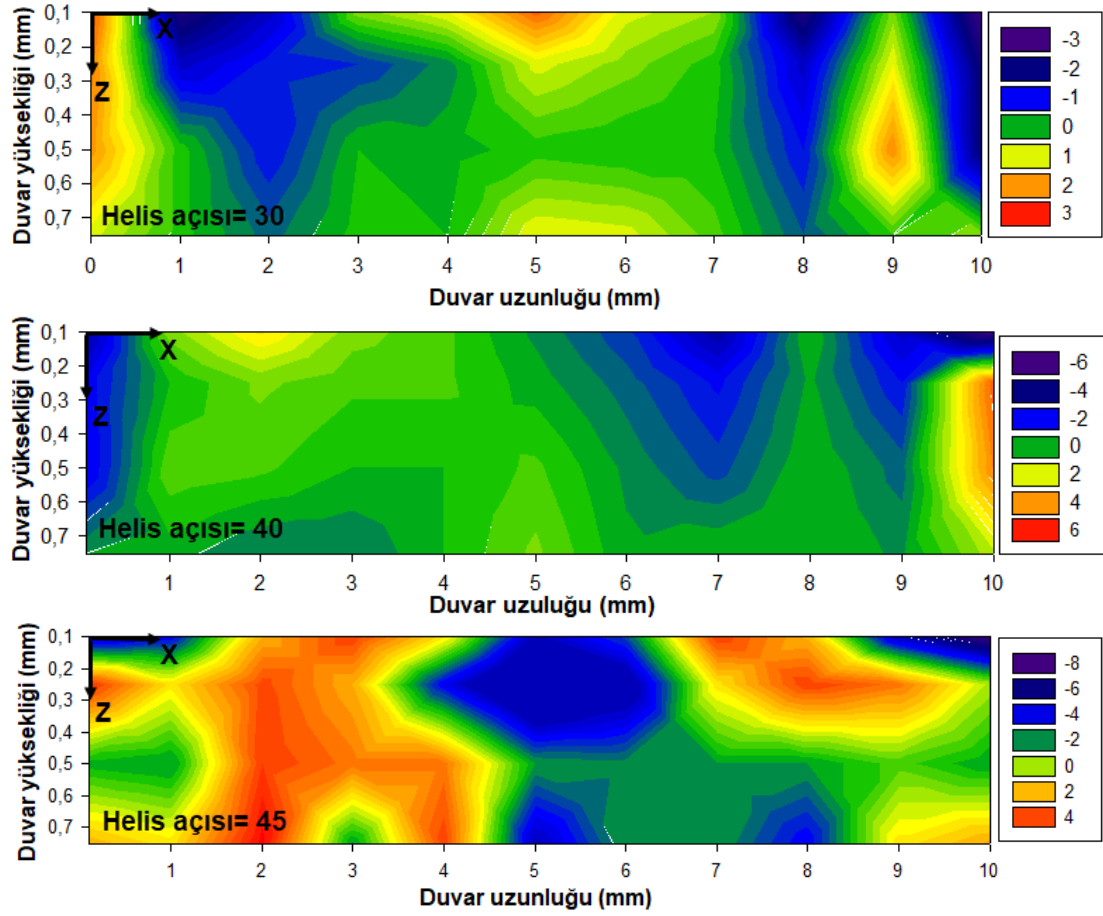 Duvar yüksekliği (mm)
0,1
0,2
0,3
0,4
0,5
0,6
0,7
X
Z
Helis açısı= 30
0 1 2 3 4 5 6 7 8 9 10
Duvar uzunluğu (mm)
-3
-2
-1
0
1
2
3
Duvar yüksekliği (mm)
0,1
0,2
0,3
0,4
0,5
0,6
0,7
X
Z
Helis açısı= 40
1 2 3 4 5 6 7 8 9 10
Duvar uzuluğu (mm)
-6
-4
-2
0
2
4
6
Duvar yüksekliği (mm)
0,1
0,2
0,3
0,4
0,5
0,6
0,7
X
Z
Helis açısı= 45
1 2 3 4 5 6 7 8 9 10
Duvar uzunluğu (mm)
-8
-6
-4
-2
0
2
4